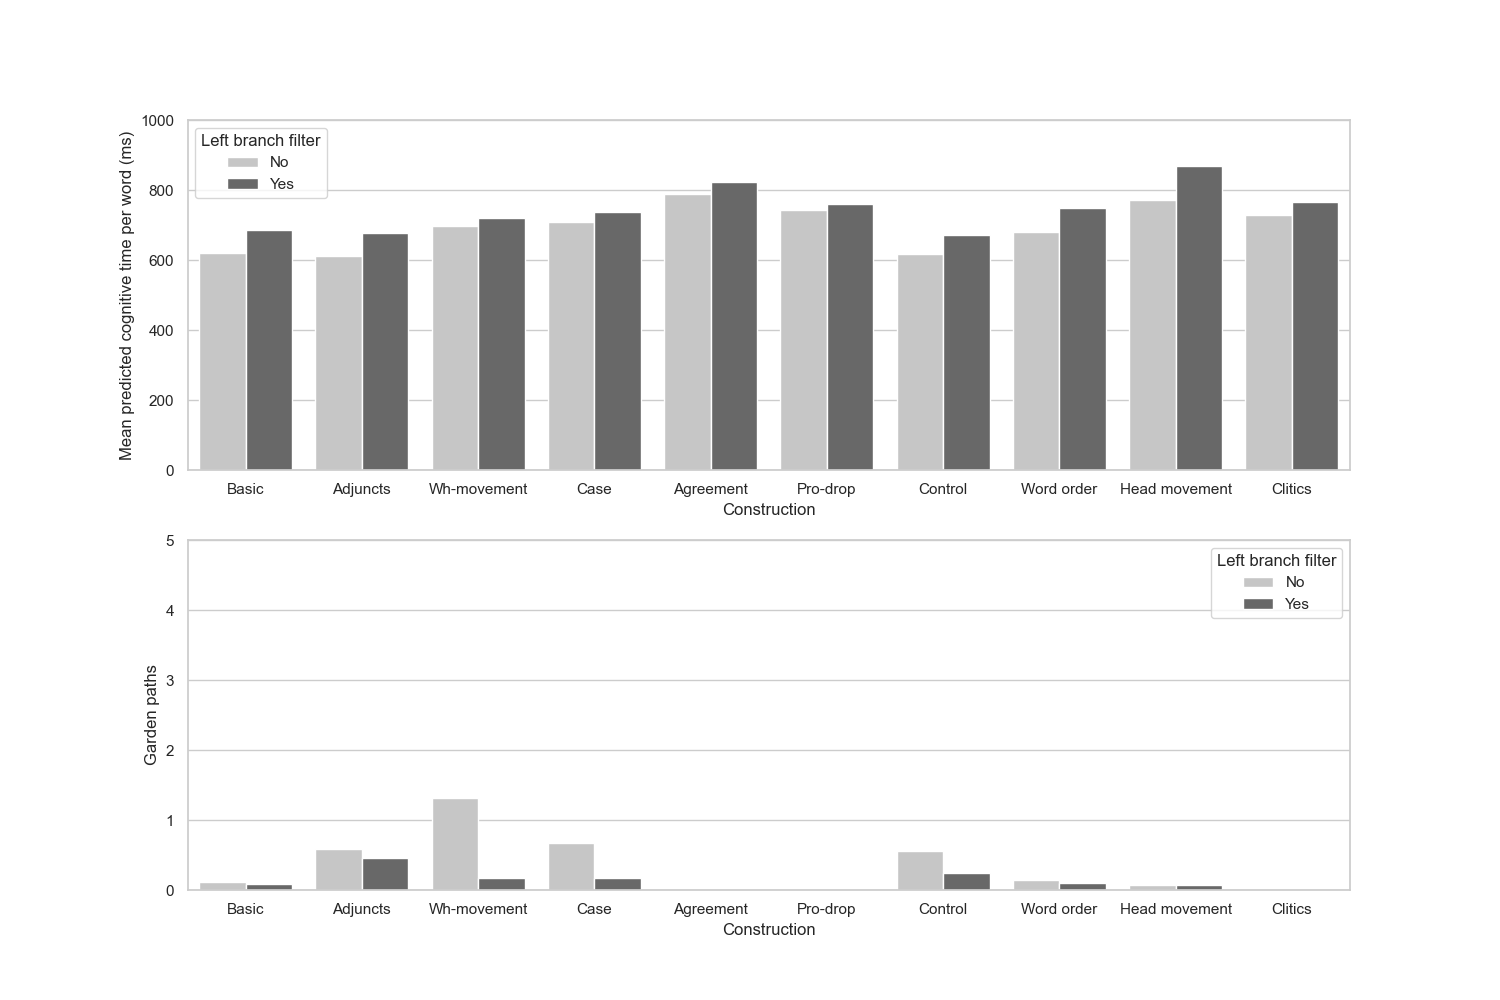 Mean predicted cognitive time per word (ms)
1000
800
600
400
200
0
Left branch filter
No
Yes
Basic Adjuncts Wh-movement Case Agreement Pro-drop Control Word order Head movement Clitics
Construction
Garden paths
5
4
3
2
1
0
Left branch filter
No
Yes
Basic Adjuncts Wh-movement Case Agreement Pro-drop Control Word order Head movement Clitics
Construction